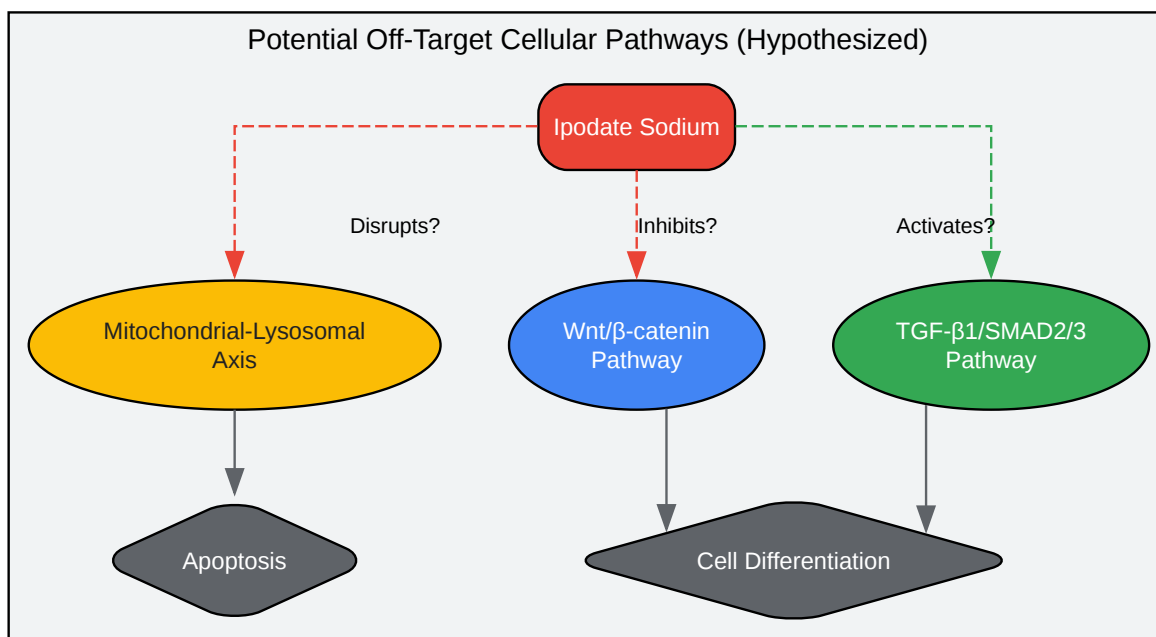 Potential Off-Target Cellular Pathways (Hypothesized)
Ipodate Sodium
Disrupts?
Inhibits?
Activates?
Mitochondrial-Lysosomal
Axis
Wnt/β-catenin
Pathway
TGF-β1/SMAD2/3
Pathway
Apoptosis
Cell Differentiation